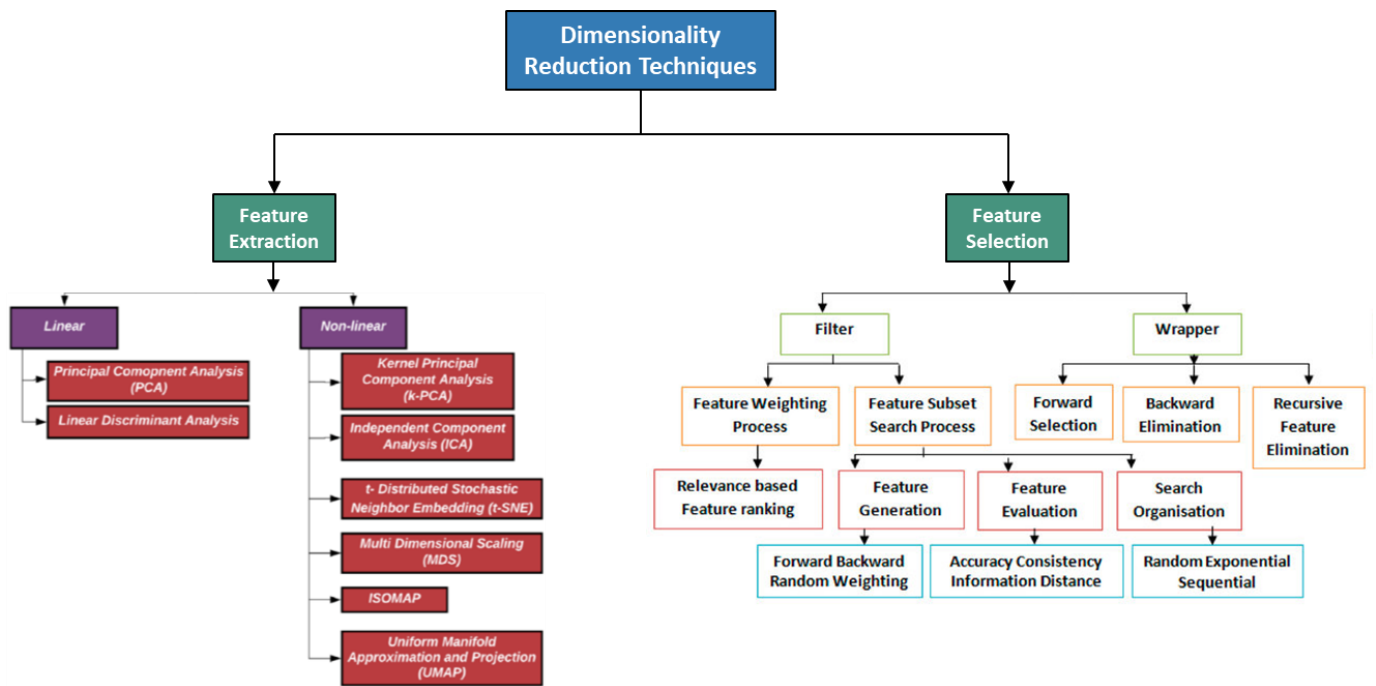 Dimensionality
Reduction Techniques
Feature
Extraction
Feature
Selection
Linear
Principal Comopnent Analysis
(PCA)
Linear Discriminant Analysis
Non-linear
Kernel Principal
Component Analysis
(k-PCA)
Independent Component
Analysis (ICA)
t- Distributed Stochastic
Neighbor Embedding (t-SNE)
Multi Dimensional Scaling
(MDS)
ISOMAP
Uniform Manifold
Approximation and Projection
(UMAP)
Filter
Wrapper
Feature Weighting
Process
Feature Subset
Search Process
Forward
Selection
Backward
Elimination
Recursive
Feature
Elimination
Relevance based
Feature ranking
Feature
Generation
Feature
Evaluation
Search
Organisation
Forward Backward
Random Weighting
Accuracy Consistency
Information Distance
Random Exponential
Sequential